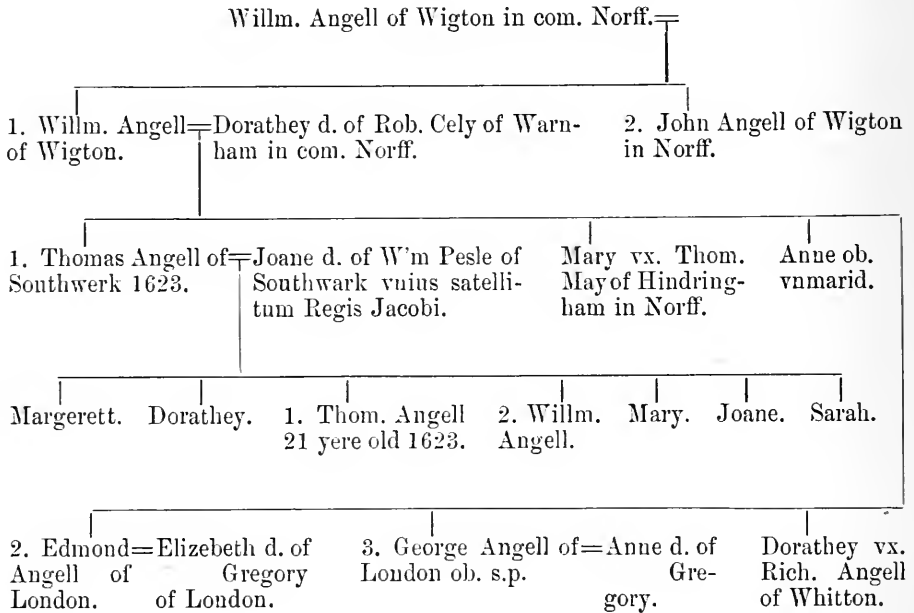 Willm. Angell of Wigton in com. Norff.
1. Willm. Angell=Dorathey d. of Rob. Cely of Warn-
of Wigton. ham in com. Norff.
2. John Angell of Wigton
in Norff.
1. Thomas Angell of=Joane d. of W'm Pesle of
Southwerk 1623. Southwark vnius satelli-
tum Regis Jacobi.
Mary vx. Thom.
May of Hindring-
ham in Norff.
Anne ob.
vnmarid.
Margerett. Dorathey. 1. Thom. Angell 2. Willm. Mary. Joane. Sarah.
21 yere old 1623. Angell.
2. Edmond=Elizebeth d. of
Angell of Gregory
London. of London.
3. George Angell of=Anne d. of
London ob. s.p. Gre-
gory.
Dorathey vx.
Rich. Angell
of Whitton.